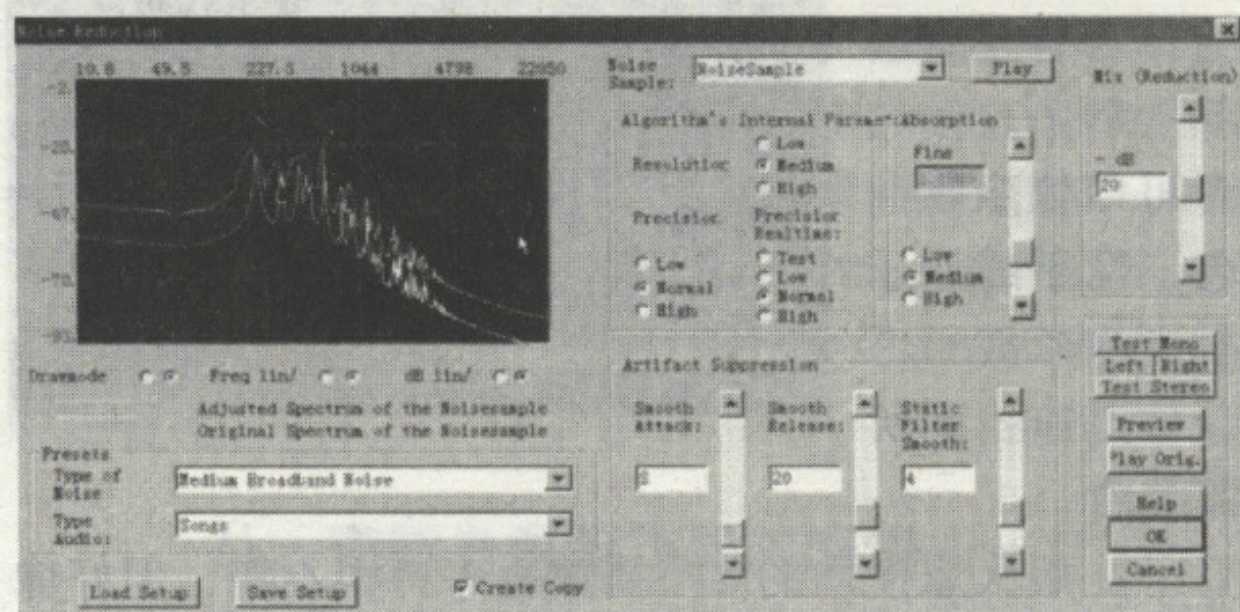 Noise Reduction
10.8 49.5 227.5 1044 4798 22050
-2.
-25.
-47.
-70.
-93.
Drawmode Freq lin/ dB lin/
Adjusted Spectrum of the Noisesample
Original Spectrum of the Noisesample
Presets
Type of
Noise
Medium Broadband Noise
Type
Audio:
Songs
Load Setup Save Setup Create Copy
Noise
Sample:
NoiseSample
Play
Algorithm's Internal Paramet
Absorption
Resolution
Low
Medium
High
Fine
Precision
Low
Normal
High
Precision
Realtime:
Test
Low
Normal
High
Low
Medium
High
Artifact Suppression
Smooth
Attack:
Smooth
Release:
20
Static
Filter
Smooth:
4
Mix (Reduction)
- dB
20
Test Mono
Left Right
Test Stereo
Preview
Play Orig.
Help
OK
Cancel